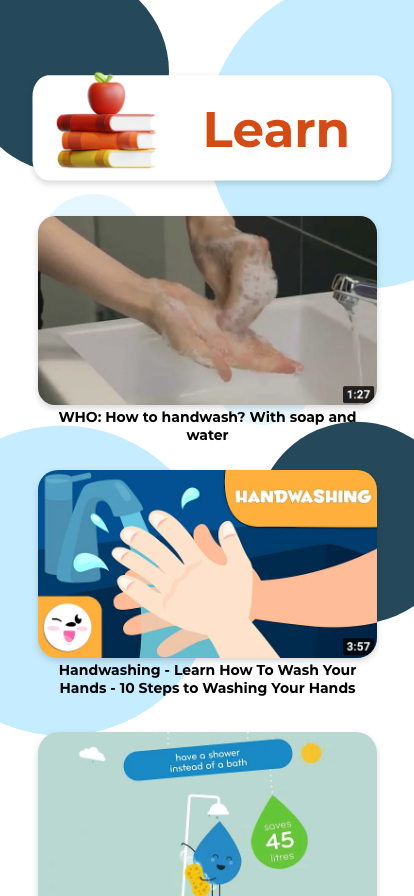 Learn
1:27
WHO: How to handwash? With soap and
water
HANDWASHING
3:57
Handwashing - Learn How To Wash Your
Hands - 10 Steps to Washing Your Hands
have a shower
instead of a bath
saves
45
litres